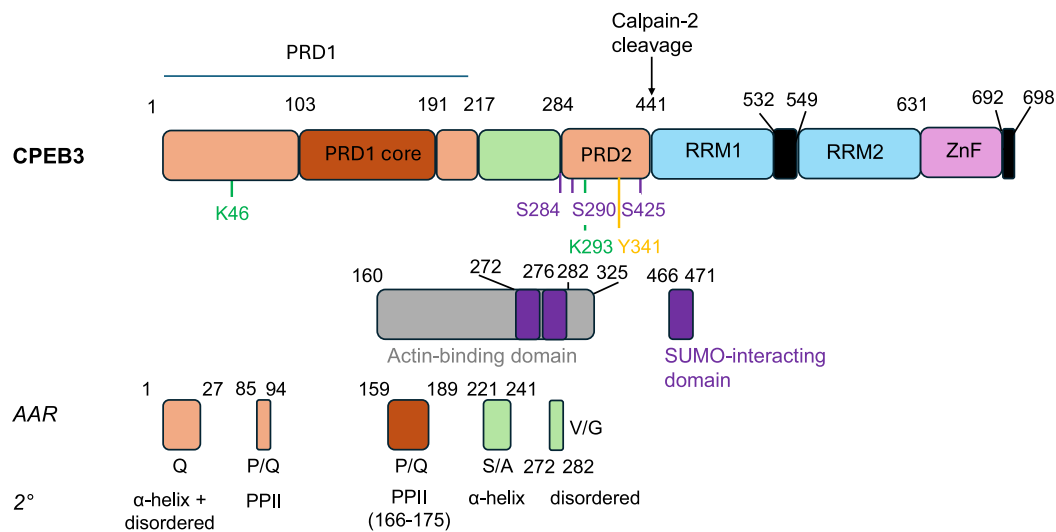 Calpain-2
cleavage
PRD1
1 103 191 217 284 441 532 549 631 692 698
CPEB3 PRD1 core PRD2 RRM1 RRM2 ZnF
K46 S284 S290 S425
K293 Y341
160 272 276 282 325 466 471
Actin-binding domain SUMO-interacting
domain
1 27 85 94 159 189 221 241
AAR V/G
Q P/Q P/Q S/A 272 282
2° α-helix + PPII PPII α-helix disordered
disordered (166-175)